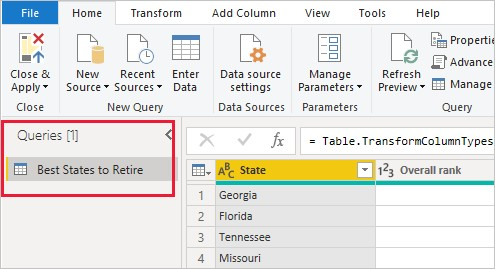 File Home Transform Add Column View Tools Help
Close & Apply New Source Recent Sources Enter Data Data source settings Manage Parameters Refresh Preview Properties
Advance
Manage
Close New Query Data Sources Parameters Query
Queries [1] fx = Table.TransformColumnTypes
Best States to Retire
ABC State 123 Overall rank
1 Georgia
2 Florida
3 Tennessee
4 Missouri